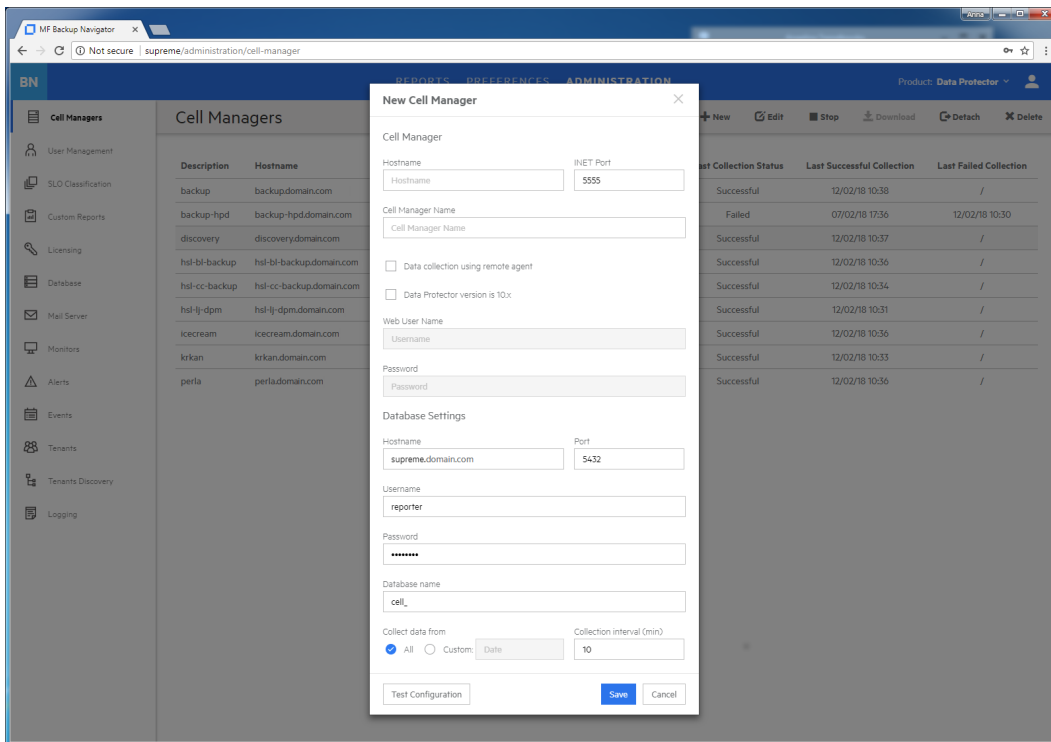 Anna
MF Backup Navigator
Not secure supreme/administration/cell-manager
BN
REPORTS PREFERENCES ADMINISTRATION
Product: Data Protector
Cell Managers
User Management
SLO Classification
Custom Reports
Licensing
Database
Mail Server
Monitors
Alerts
Events
Tenants
Tenants Discovery
Logging
Cell Managers
New Edit Stop Download Detach Delete
Description Hostname Collection Status Last Successful Collection Last Failed Collection
backup backup.domain.com Successful 12/02/18 10:38 /
backup-hpd backup-hpd.domain.com Failed 07/02/18 17:36 12/02/18 10:30
discovery discovery.domain.com Successful 12/02/18 10:37 /
hsl-bl-backup hsl-bl-backup.domain.com Successful 12/02/18 10:36 /
hsl-cc-backup hsl-cc-backup.domain.com Successful 12/02/18 10:34 /
hsl-lj-dpm hsl-lj-dpm.domain.com Successful 12/02/18 10:31 /
icecream icecream.domain.com Successful 12/02/18 10:36 /
krkan krkan.domain.com Successful 12/02/18 10:33 /
perla perla.domain.com Successful 12/02/18 10:36 /
New Cell Manager
Cell Manager
Hostname INET Port
Hostname 5555
Cell Manager Name
Cell Manager Name
Data collection using remote agent
Data Protector version is 10.x
Web User Name
Username
Password
Password
Database Settings
Hostname Port
supreme.domain.com 5432
Username
reporter
Password
••••••••
Database name
cell_
Collect data from Collection interval (min)
All Custom: Date 10
Test Configuration Save Cancel